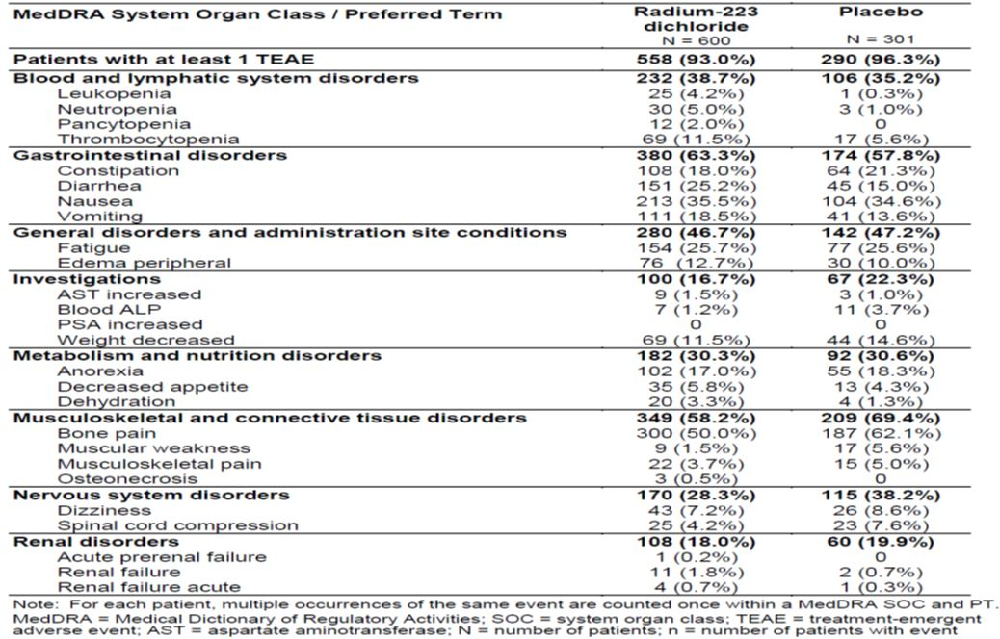 MedDRA System Organ Class / Preferred Term Radium-223 dichloride N = 600 Placebo N = 301
Patients with at least 1 TEAE 558 (93.0%) 290 (96.3%)
Blood and lymphatic system disorders 232 (38.7%) 106 (35.2%)
Leukopenia 25 (4.2%) 1 (0.3%)
Neutropenia 30 (5.0%) 3 (1.0%)
Pancytopenia 12 (2.0%) 0
Thrombocytopenia 69 (11.5%) 17 (5.6%)
Gastrointestinal disorders 380 (63.3%) 174 (57.8%)
Constipation 108 (18.0%) 64 (21.3%)
Diarrhea 151 (25.2%) 45 (15.0%)
Nausea 213 (35.5%) 104 (34.6%)
Vomiting 111 (18.5%) 41 (13.6%)
General disorders and administration site conditions 280 (46.7%) 142 (47.2%)
Fatigue 154 (25.7%) 77 (25.6%)
Edema peripheral 76 (12.7%) 30 (10.0%)
Investigations 100 (16.7%) 67 (22.3%)
AST increased 9 (1.5%) 3 (1.0%)
Blood ALP 7 (1.2%) 11 (3.7%)
PSA increased 0 0
Weight decreased 69 (11.5%) 44 (14.6%)
Metabolism and nutrition disorders 182 (30.3%) 92 (30.6%)
Anorexia 102 (17.0%) 55 (18.3%)
Decreased appetite 35 (5.8%) 13 (4.3%)
Dehydration 20 (3.3%) 4 (1.3%)
Musculoskeletal and connective tissue disorders 349 (58.2%) 209 (69.4%)
Bone pain 300 (50.0%) 187 (62.1%)
Muscular weakness 9 (1.5%) 17 (5.6%)
Musculoskeletal pain 22 (3.7%) 15 (5.0%)
Osteonecrosis 3 (0.5%) 0
Nervous system disorders 170 (28.3%) 115 (38.2%)
Dizziness 43 (7.2%) 26 (8.6%)
Spinal cord compression 25 (4.2%) 23 (7.6%)
Renal disorders 108 (18.0%) 60 (19.9%)
Acute prerenal failure 1 (0.2%) 0
Renal failure 11 (1.8%) 2 (0.7%)
Renal failure acute 4 (0.7%) 1 (0.3%)
Note: For each patient, multiple occurrences of the same event are counted once within a MedDRA SOC and PT.
MedDRA = Medical Dictionary of Regulatory Activities; SOC = system organ class; TEAE = treatment-emergent
adverse event; AST = aspartate aminotransferase; N = number of patients; n = number of patients with event